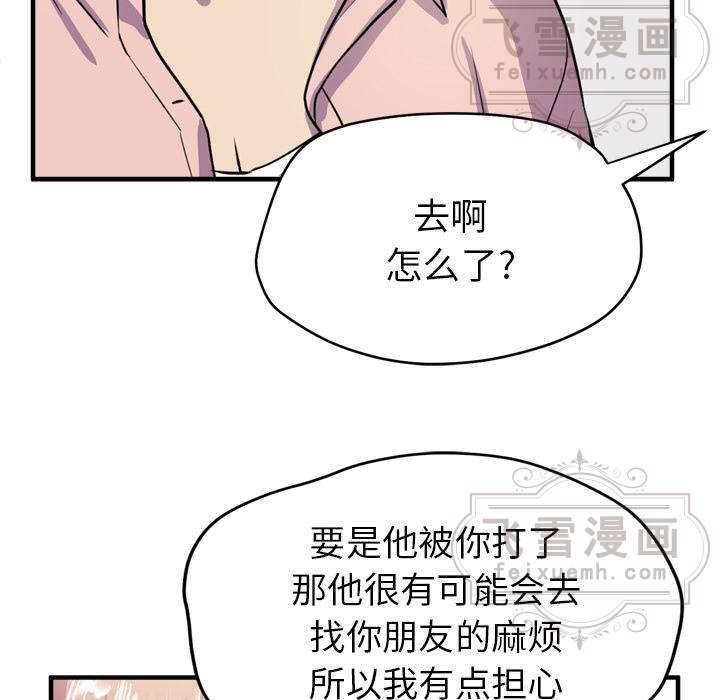 飞雪漫画
feixuemh.com
去啊
怎么了?
飞雪漫画
feixuemh.com
要是他被你打了
那他很有可能会去
找你朋友的麻烦
所以我有点担心